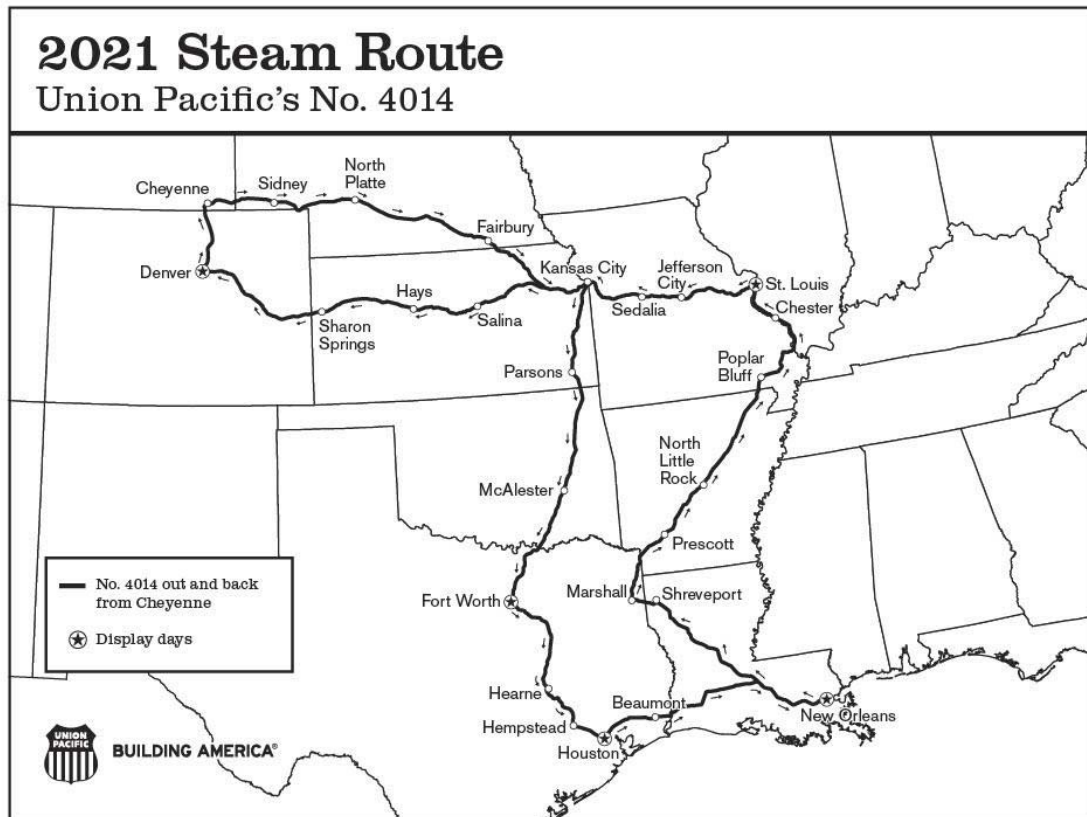 2021 Steam Route
Union Pacific's No. 4014
North
Platte
Cheyenne
Sidney
Fairbury
Denver
Kansas City
Jefferson
City
St. Louis
Hays
Sedalia
Chester
Salina
Sharon
Springs
Parsons
Poplar
Bluff
North
Little
Rock
McAlester
Prescott
No. 4014 out and back
from Cheyenne
Display days
Fort Worth
Marshall
Shreveport
Hearne
Beaumont
Hempstead
New Orleans
Houston
UNION
PACIFIC
BUILDING AMERICA®